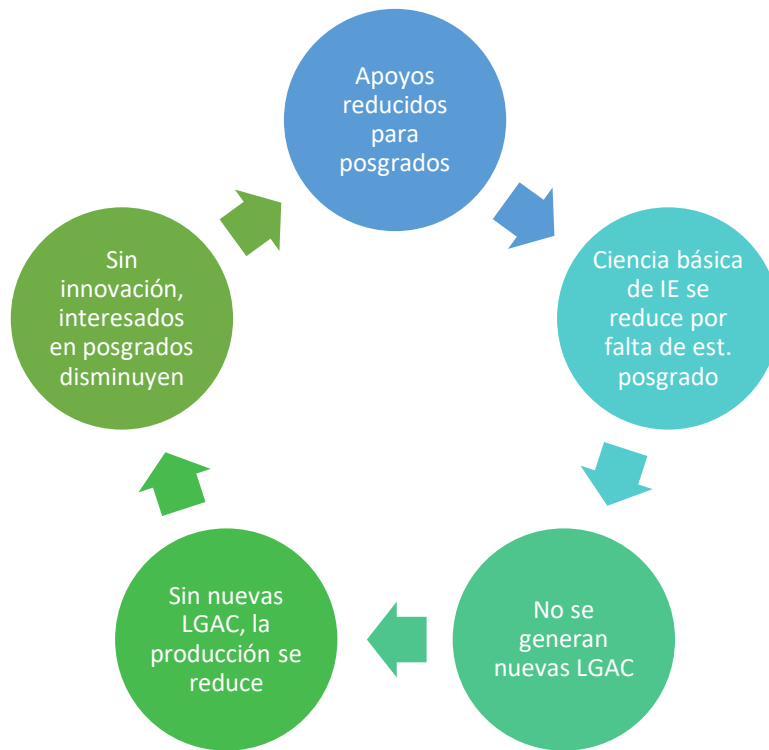 Apoyos
reducidos
para
posgrados
Ciencia básica
de IE se
reduce por
falta de est.
posgrado
No se
generan
nuevas LGAC
Sin nuevas
LGAC, la
producción se
reduce
Sin
innovación,
interesados
en posgrados
disminuyen